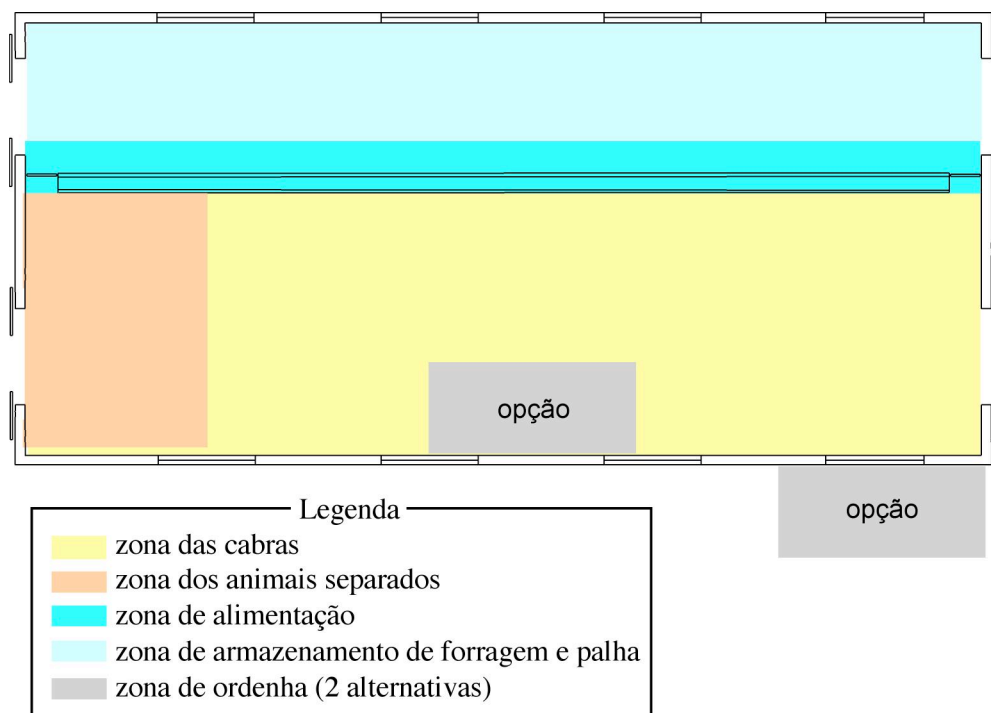 opção
opção
Legenda
zona das cabras
zona dos animais separados
zona de alimentação
zona de armazenamento de forragem e palha
zona de ordenha (2 alternativas)